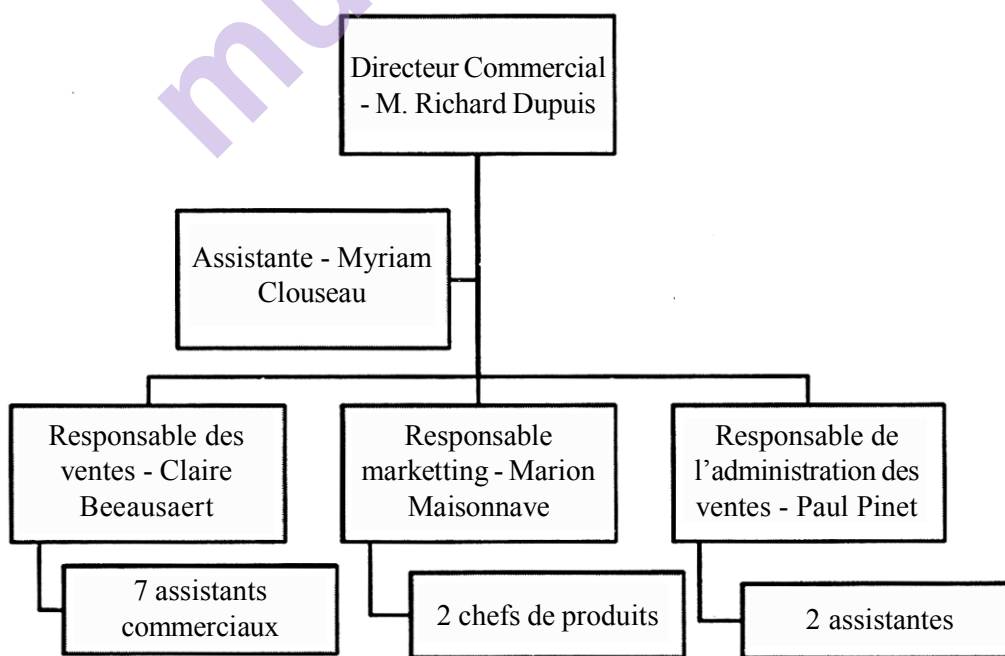 mu
Directeur Commercial
- M. Richard Dupuis
Assistante - Myriam
Clouseau
Responsable des
ventes - Claire
Beeausaert
Responsable
marketting - Marion
Maisonnave
Responsable de
l’administration des
ventes - Paul Pinet
7 assistants
commerciaux
2 chefs de produits
2 assistantes